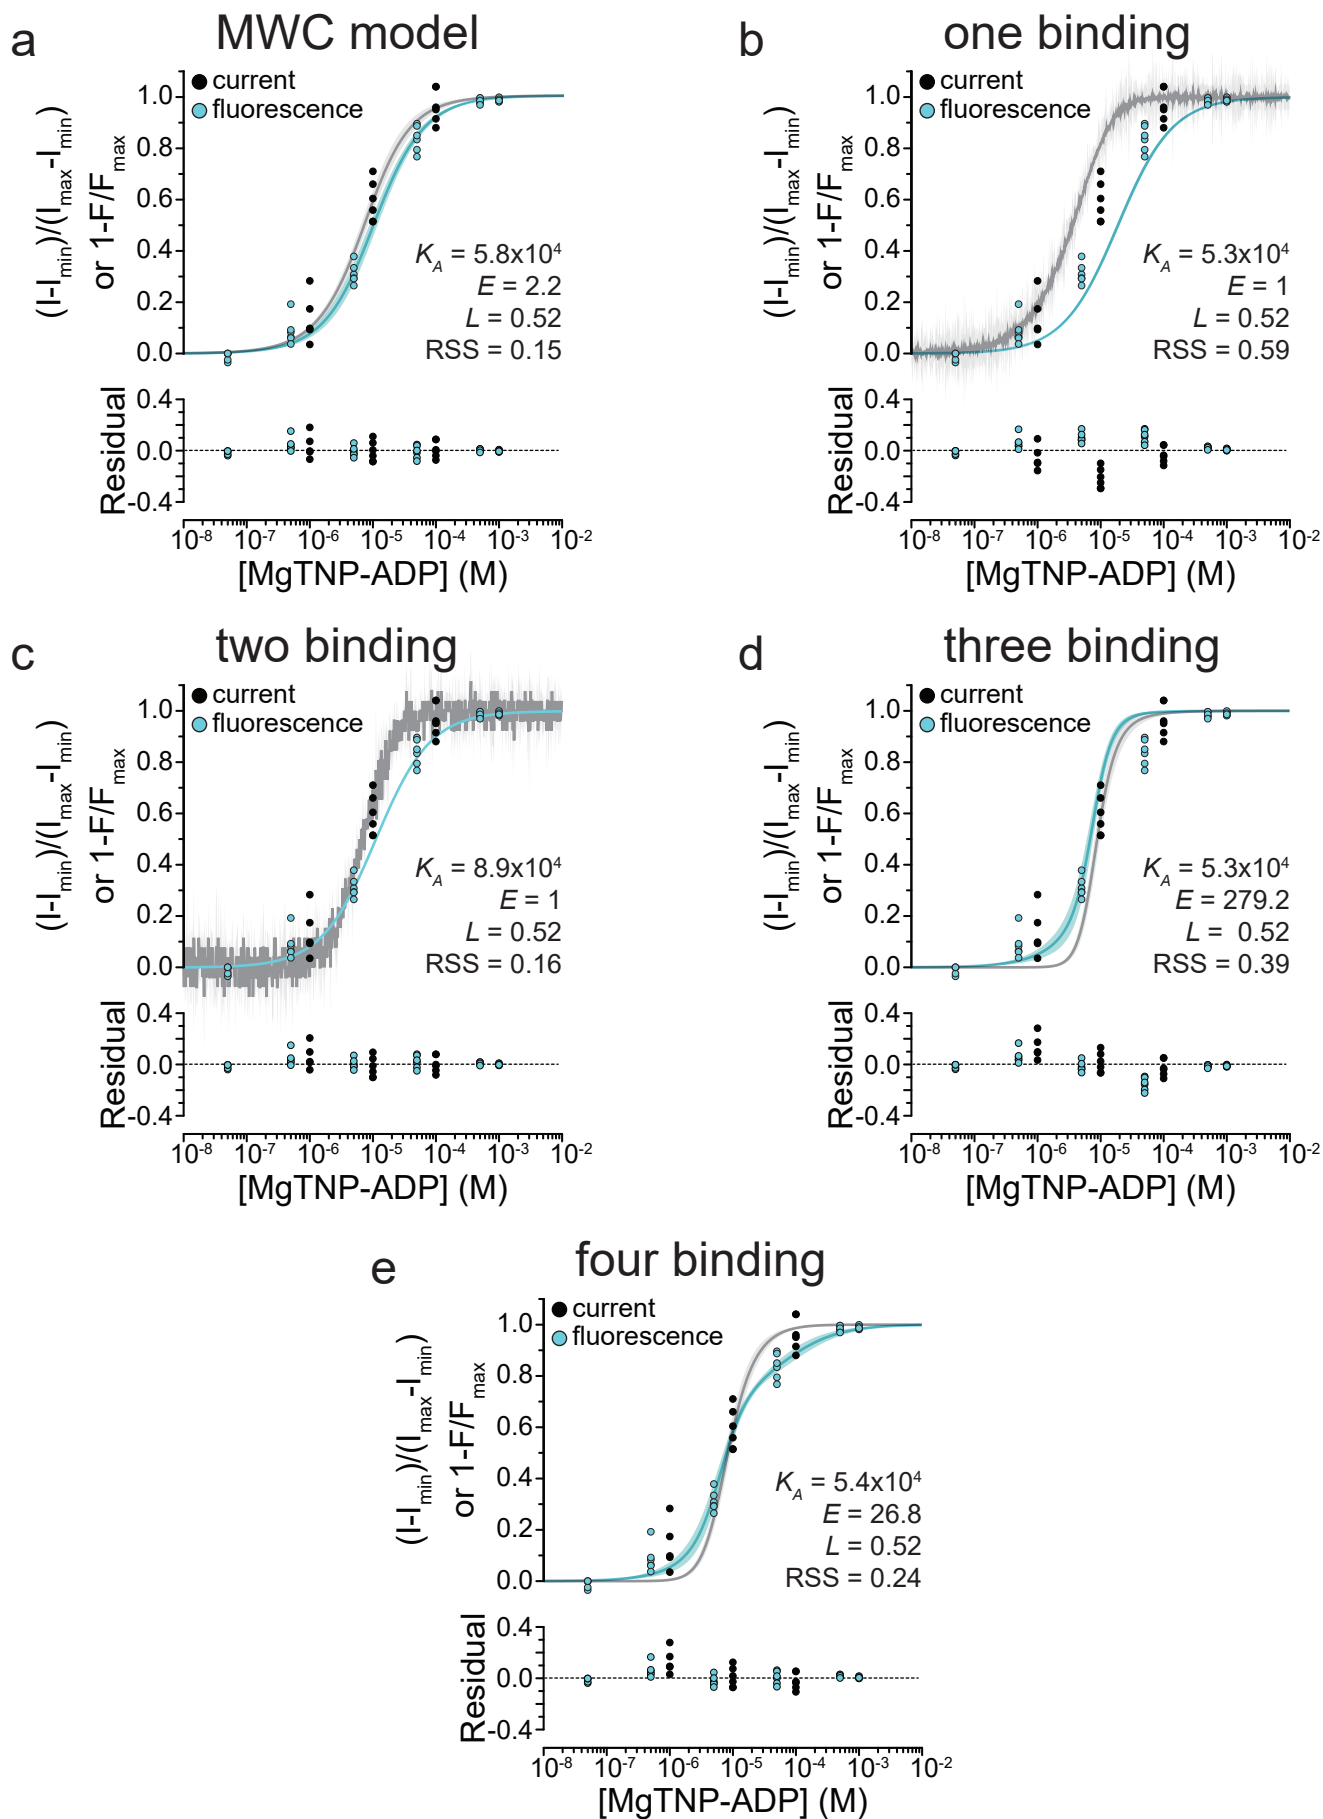 a
MWC model
current
fluorescence
(I-I_min)/(I_max-I_min)
or 1-F/F_max
1.0
0.8
0.6
0.4
0.2
0.0
K_A = 5.8x10⁴
E = 2.2
L = 0.52
RSS = 0.15
Residual
0.4
0.0
-0.4
10⁻⁸ 10⁻⁷ 10⁻⁶ 10⁻⁵ 10⁻⁴ 10⁻³ 10⁻²
[MgTNP-ADP] (M)
b
one binding
current
fluorescence
(I-I_min)/(I_max-I_min)
or 1-F/F_max
1.0
0.8
0.6
0.4
0.2
0.0
K_A = 5.3x10⁴
E = 1
L = 0.52
RSS = 0.59
Residual
0.4
0.0
-0.4
10⁻⁸ 10⁻⁷ 10⁻⁶ 10⁻⁵ 10⁻⁴ 10⁻³ 10⁻²
[MgTNP-ADP] (M)
c
two binding
current
fluorescence
(I-I_min)/(I_max-I_min)
or 1-F/F_max
1.0
0.8
0.6
0.4
0.2
0.0
K_A = 8.9x10⁴
E = 1
L = 0.52
RSS = 0.16
Residual
0.4
0.0
-0.4
10⁻⁸ 10⁻⁷ 10⁻⁶ 10⁻⁵ 10⁻⁴ 10⁻³ 10⁻²
[MgTNP-ADP] (M)
d
three binding
current
fluorescence
(I-I_min)/(I_max-I_min)
or 1-F/F_max
1.0
0.8
0.6
0.4
0.2
0.0
K_A = 5.3x10⁴
E = 279.2
L = 0.52
RSS = 0.39
Residual
0.4
0.0
-0.4
10⁻⁸ 10⁻⁷ 10⁻⁶ 10⁻⁵ 10⁻⁴ 10⁻³ 10⁻²
[MgTNP-ADP] (M)
e
four binding
current
fluorescence
(I-I_min)/(I_max-I_min)
or 1-F/F_max
1.0
0.8
0.6
0.4
0.2
0.0
K_A = 5.4x10⁴
E = 26.8
L = 0.52
RSS = 0.24
Residual
0.4
0.0
-0.4
10⁻⁸ 10⁻⁷ 10⁻⁶ 10⁻⁵ 10⁻⁴ 10⁻³ 10⁻²
[MgTNP-ADP] (M)